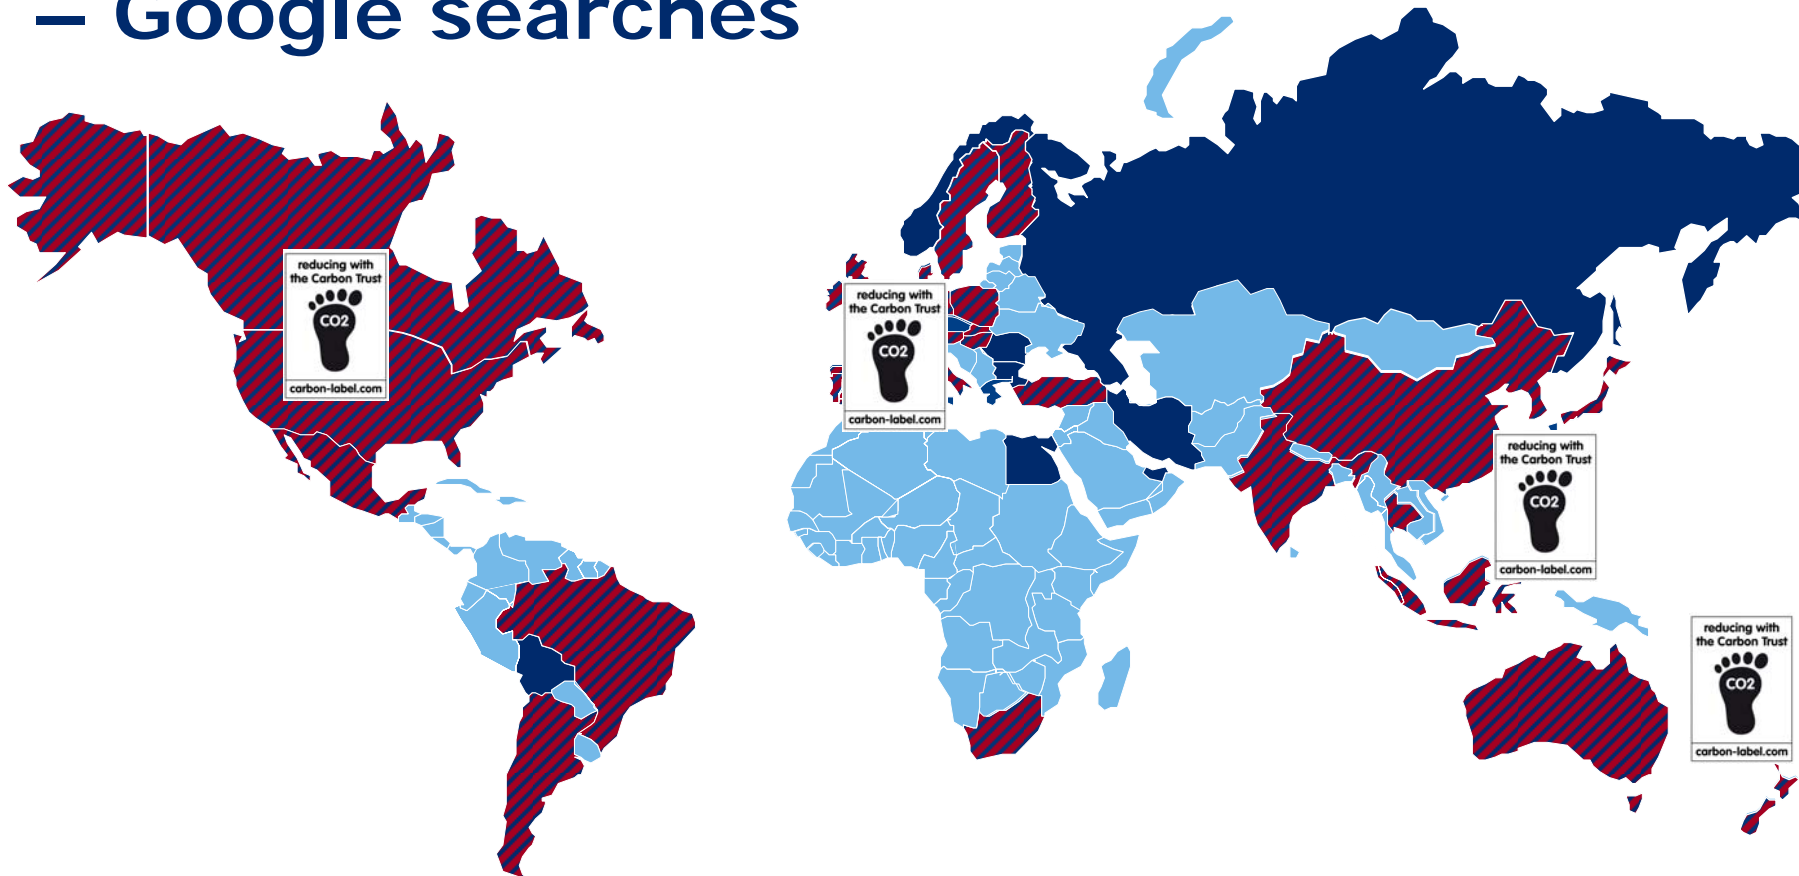 – Google searches
reducing with
the Carbon Trust
CO2
carbon-label.com
reducing with
the Carbon Trust
CO2
carbon-label.com
reducing with
the Carbon Trust
CO2
carbon-label.com
reducing with
the Carbon Trust
CO2
carbon-label.com